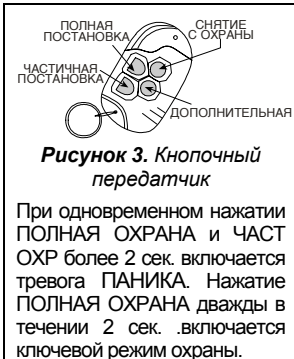 ПОЛНАЯ
ПОСТАНОВКА
СНЯТИЕ
С ОХРАНЫ
ЧАСТИЧНАЯ
ПОСТАНОВКА
ДОПОЛНИТЕЛЬНАЯ
Рисунок 3. Кнопочный
передатчик
При одновременном нажатии
ПОЛНАЯ ОХРАНА и ЧАСТ
ОХР более 2 сек. включается
тревога ПАНИКА. Нажатие
ПОЛНАЯ ОХРАНА дважды в
течении 2 сек. .включается
ключевой режим охраны.